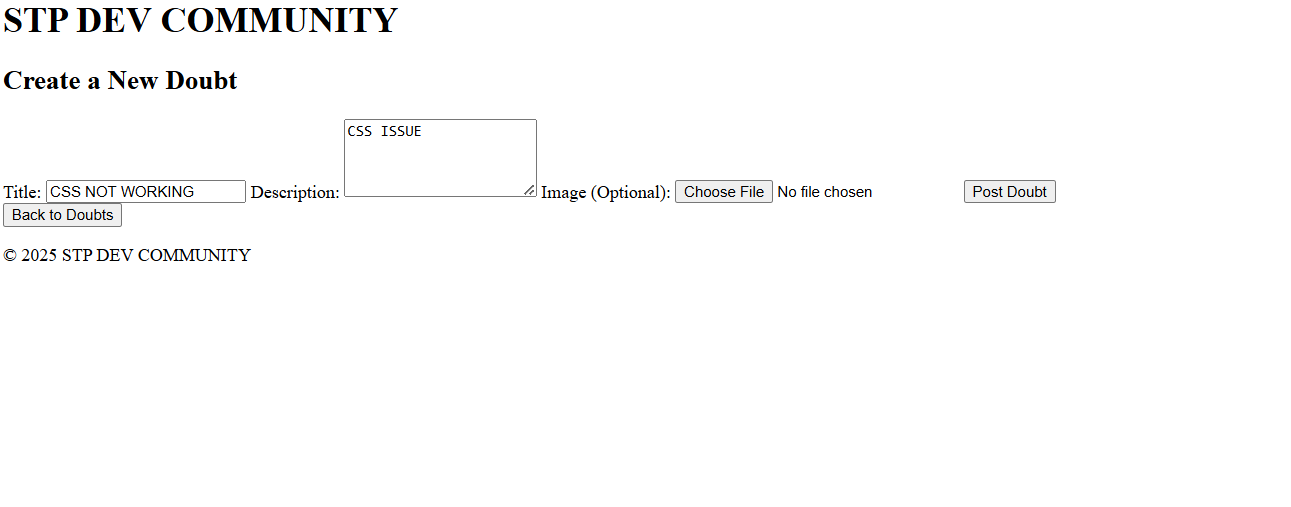 STP DEV COMMUNITY
Create a New Doubt
CSS ISSUE
Title: CSS NOT WORKING Description: Image (Optional): Choose File No file chosen Post Doubt
Back to Doubts
© 2025 STP DEV COMMUNITY